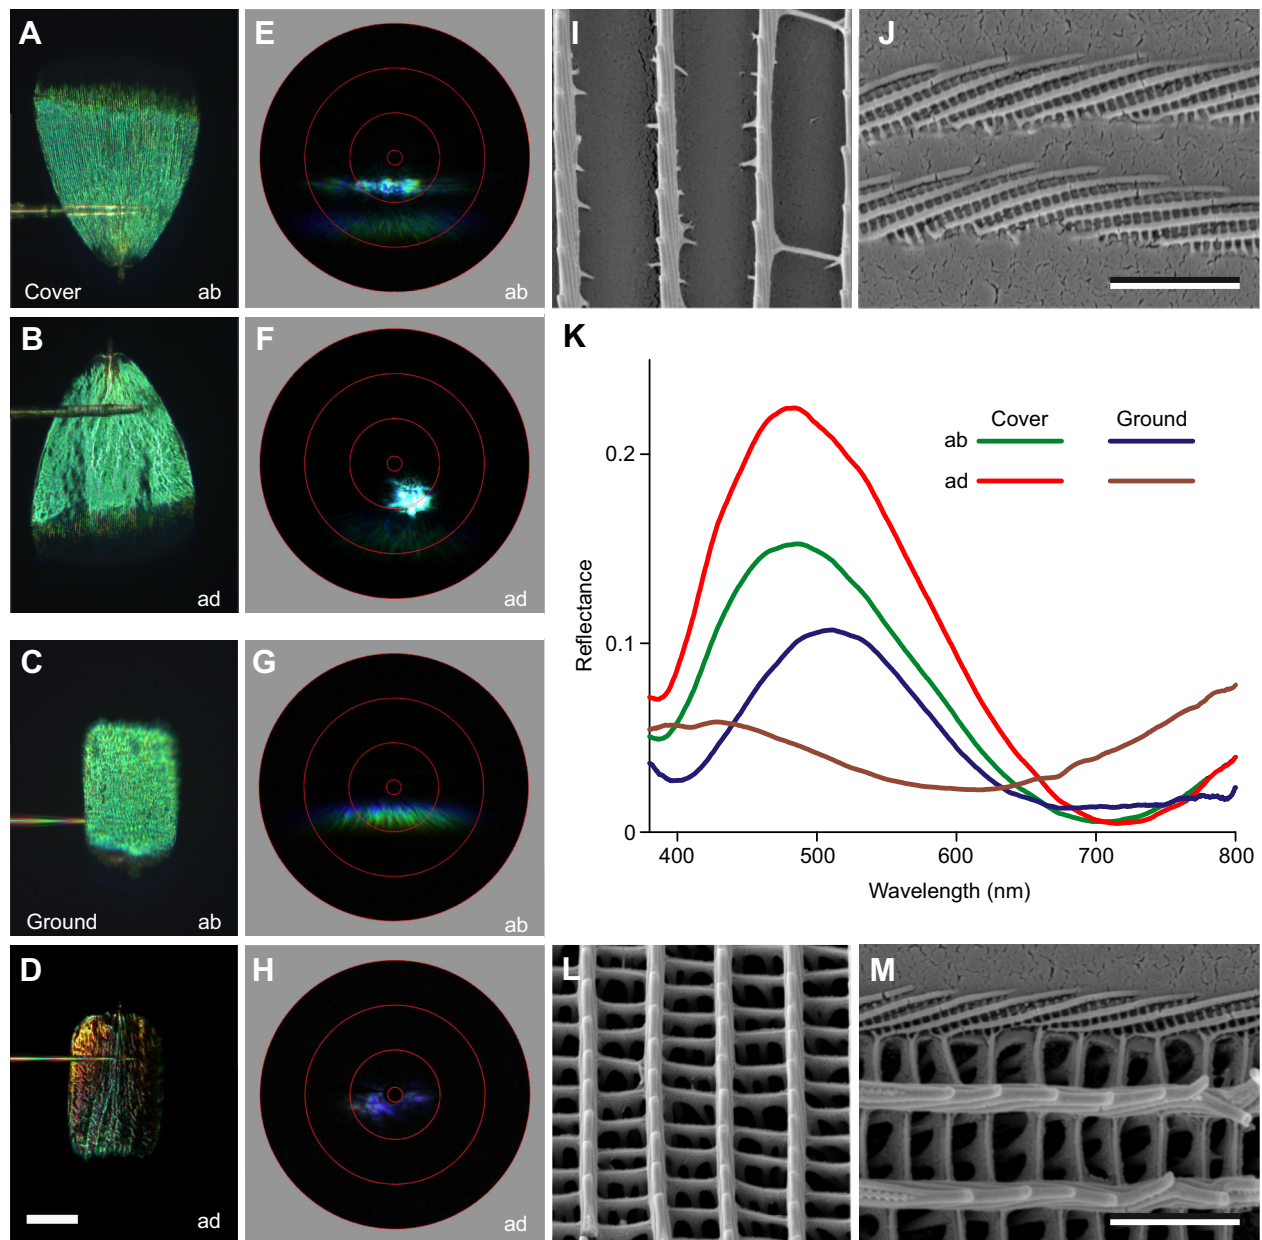 A
Cover ab
E
ab
I
J
B
ad
F
ad
K
Cover Ground
ab
ad
0.2
0.1
0
Reflectance
400 500 600 700 800
Wavelength (nm)
C
Ground ab
G
ab
D
ad
H
ad
L
M